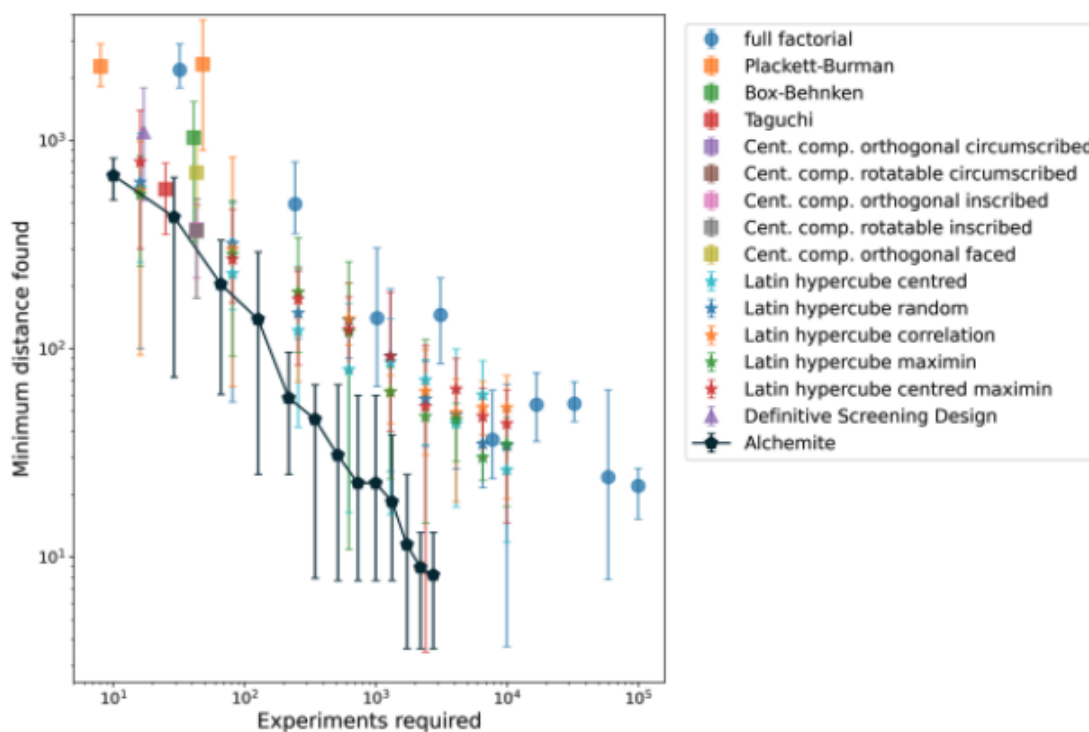 full factorial
Plackett-Burman
Box-Behnken
Taguchi
Cent. comp. orthogonal circumscribed
Cent. comp. rotatable circumscribed
Cent. comp. orthogonal inscribed
Cent. comp. rotatable inscribed
Cent. comp. orthogonal faced
Latin hypercube centred
Latin hypercube random
Latin hypercube correlation
Latin hypercube maximin
Latin hypercube centred maximin
Definitive Screening Design
Alchemite
Minimum distance found
10³
10²
10¹
10¹ 10² 10³ 10⁴ 10⁵
Experiments required